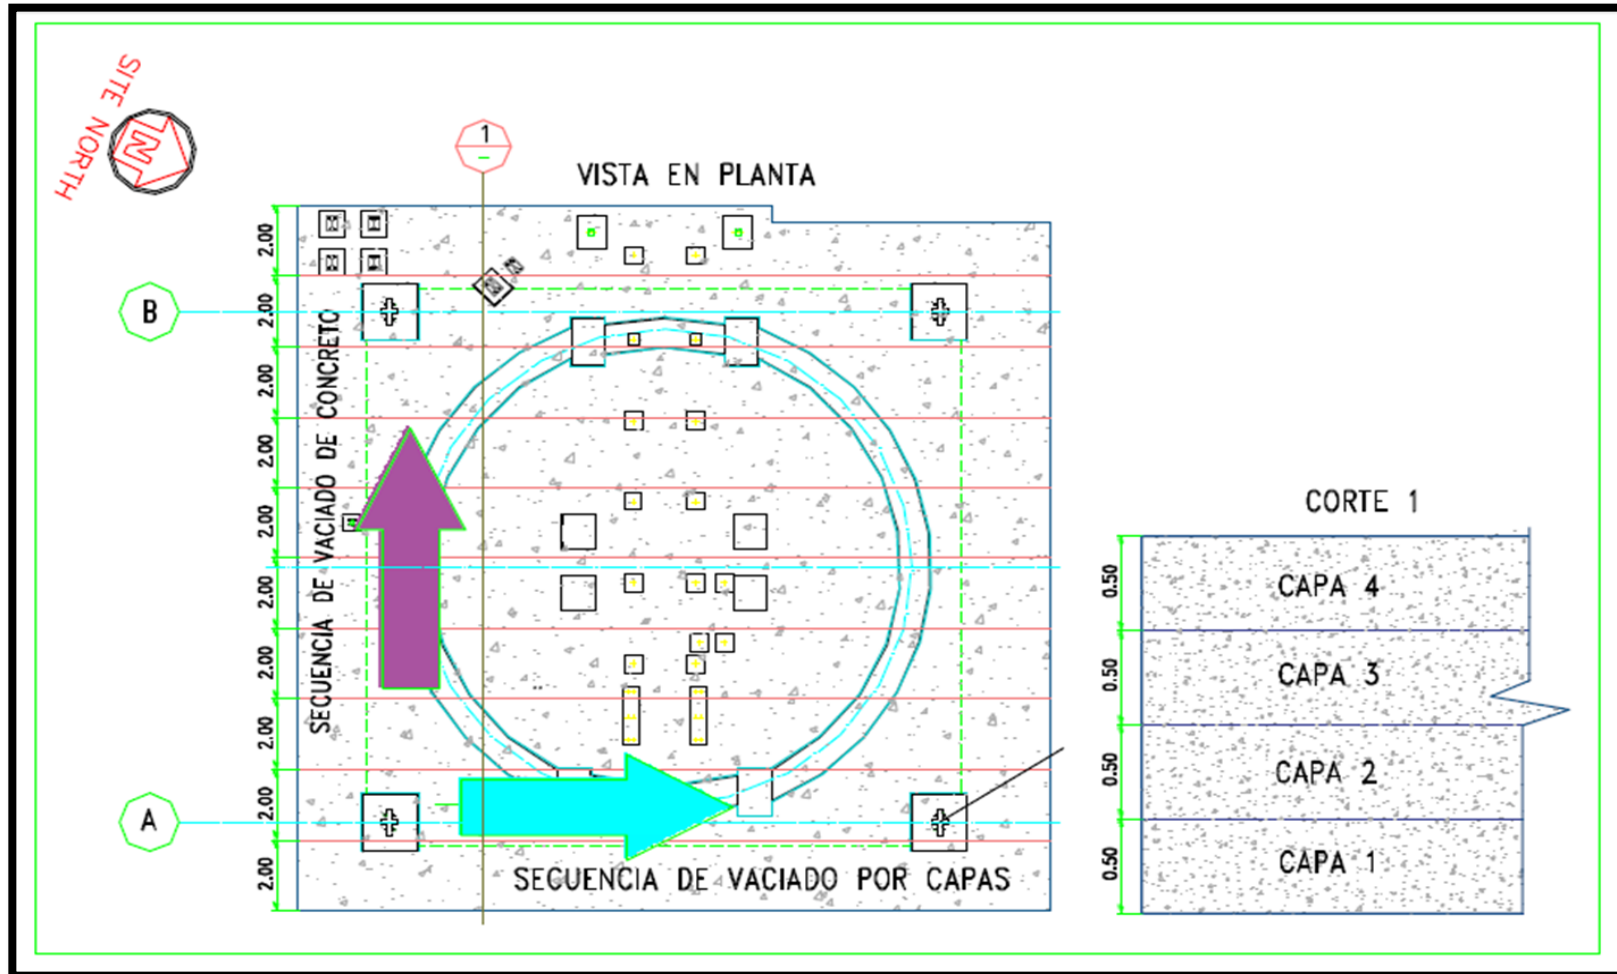 SITE NORTH
N
1
VISTA EN PLANTA
2.00
2.00
2.00
2.00
2.00
2.00
2.00
2.00
2.00
2.00
B
A
SECUENCIA DE VACIADO DE CONCRETO
SECUENCIA DE VACIADO POR CAPAS
CORTE 1
0.50
CAPA 4
0.50
CAPA 3
0.50
CAPA 2
0.50
CAPA 1